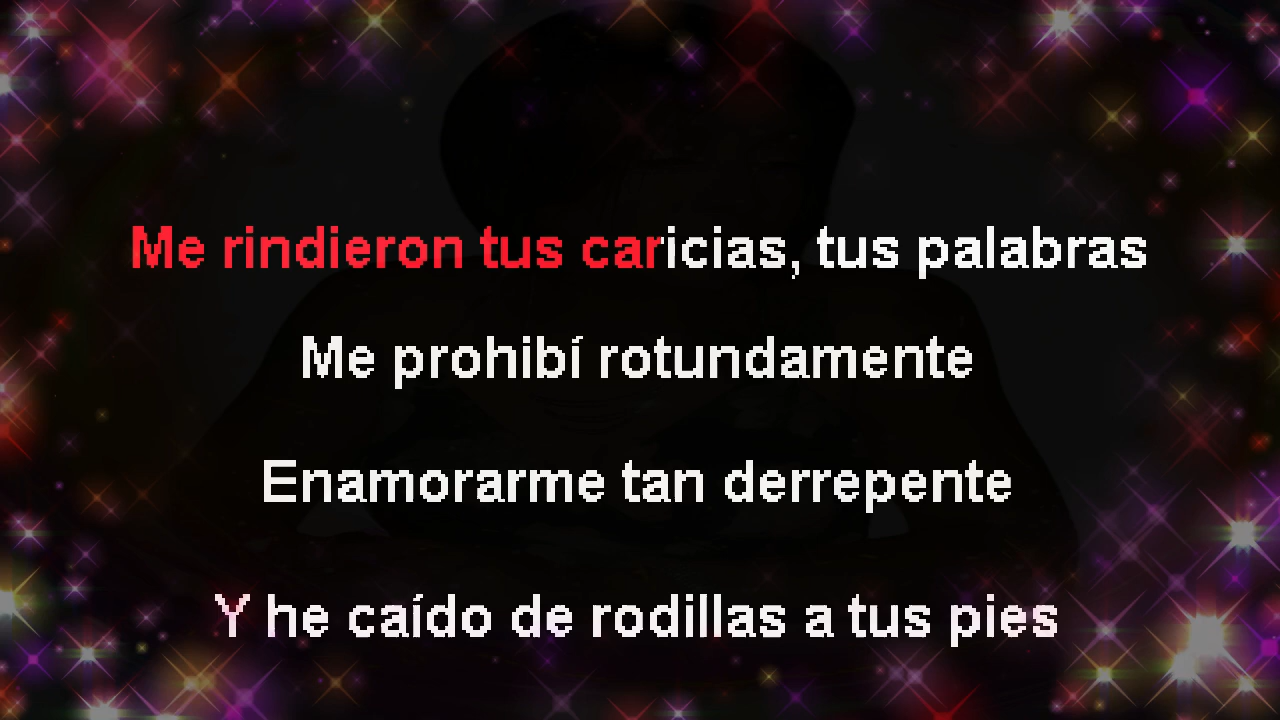 Me rindieron tus caricias, tus palabras
Me prohibí rotundamente
Enamorarme tan derrepente
Y he caído de rodillas a tus pies